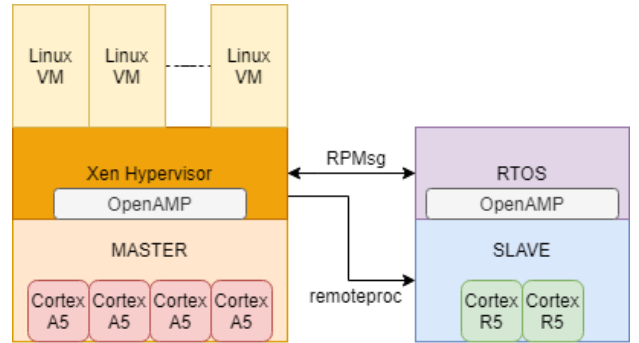 Linux
VM
Linux
VM
Linux
VM
Xen Hypervisor
OpenAMP
MASTER
Cortex
A5
Cortex
A5
Cortex
A5
Cortex
A5
RPMsg
remoteproc
RTOS
OpenAMP
SLAVE
Cortex
R5
Cortex
R5